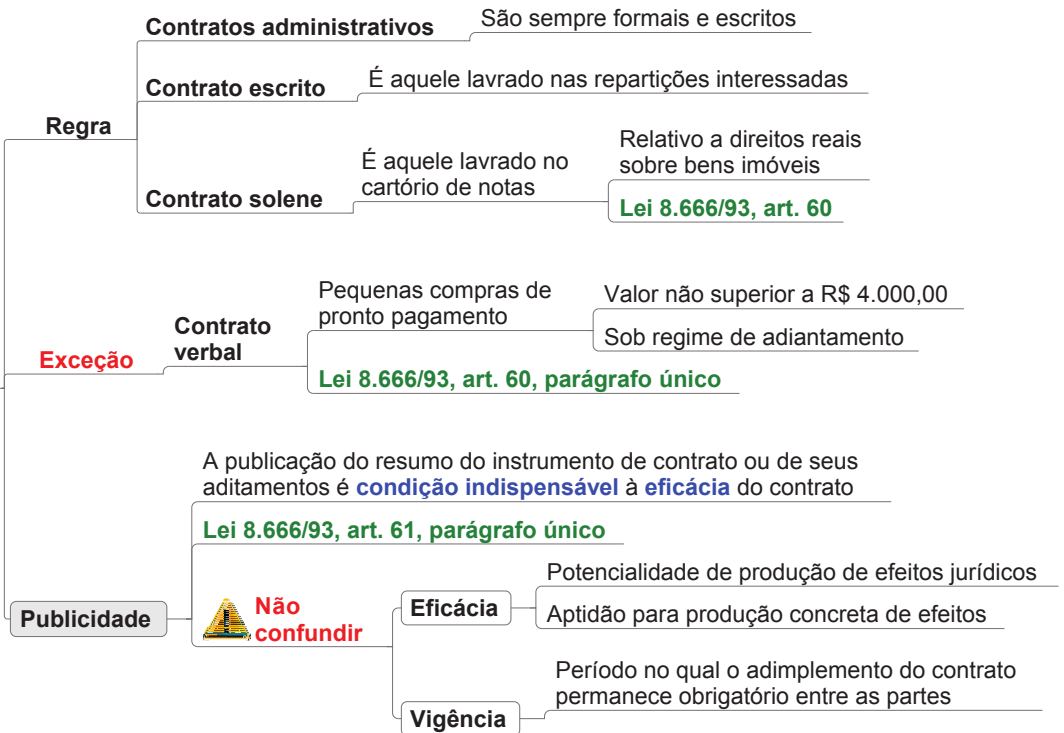 Regra
Contratos administrativos
São sempre formais e escritos
Contrato escrito
É aquele lavrado nas repartições interessadas
Contrato solene
É aquele lavrado no
cartório de notas
Relativo a direitos reais
sobre bens imóveis
Lei 8.666/93, art. 60
Exceção
Contrato
verbal
Pequenas compras de
pronto pagamento
Valor não superior a R$ 4.000,00
Sob regime de adiantamento
Lei 8.666/93, art. 60, parágrafo único
Publicidade
A publicação do resumo do instrumento de contrato ou de seus
aditamentos é condição indispensável à eficácia do contrato
Lei 8.666/93, art. 61, parágrafo único
Não
confundir
Eficácia
Potencialidade de produção de efeitos jurídicos
Aptidão para produção concreta de efeitos
Vigência
Período no qual o adimplemento do contrato
permanece obrigatório entre as partes